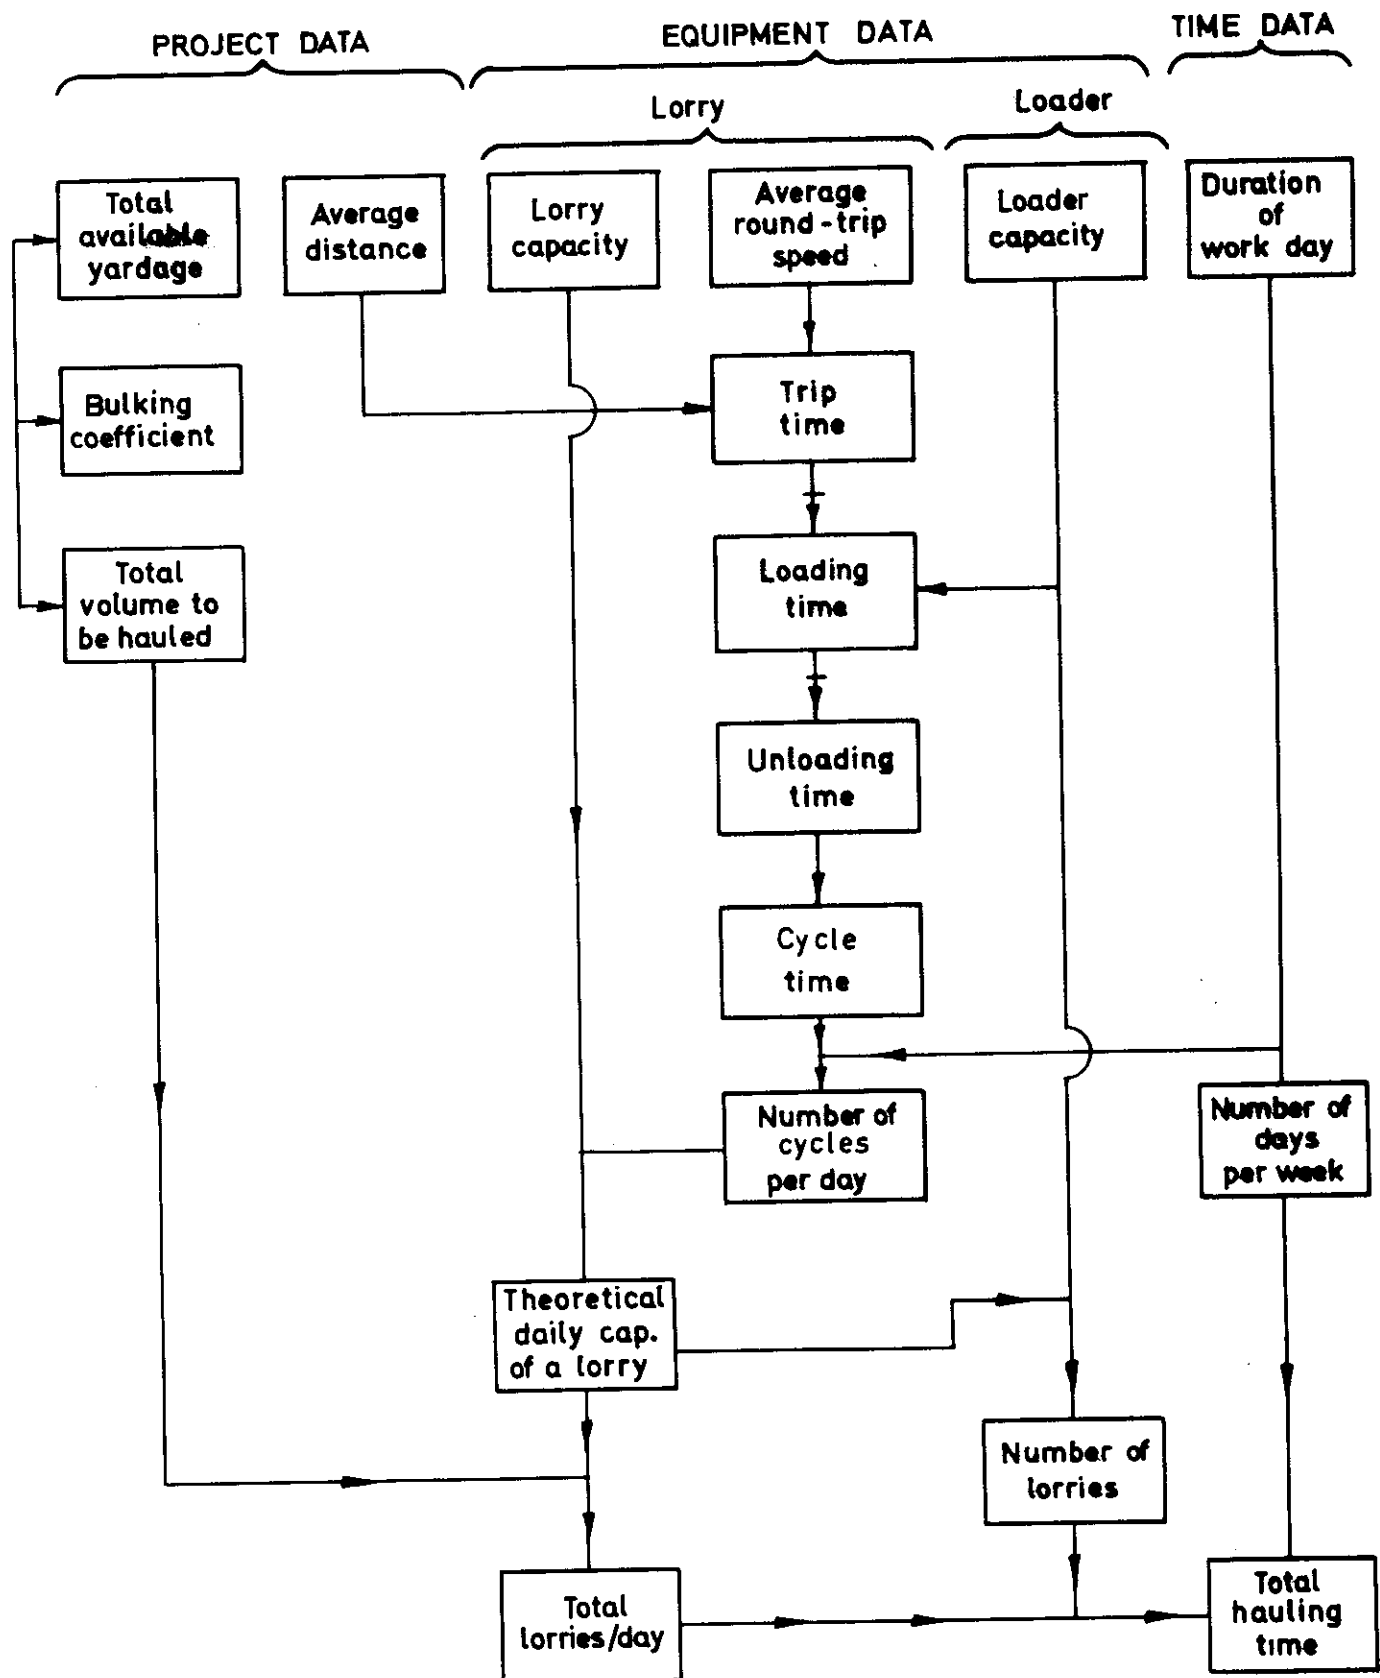 PROJECT DATA
EQUIPMENT DATA
TIME DATA
Lorry
Loader
Total
available
yardage
Average
distance
Lorry
capacity
Average
round-trip
speed
Loader
capacity
Duration
of
work day
Bulking
coefficient
Trip
time
Total
volume to
be hauled
Loading
time
Unloading
time
Cycle
time
Number of
cycles
per day
Number of
days
per week
Theoretical
daily cap.
of a lorry
Number of
lorries
Total
lorries/day
Total
hauling
time